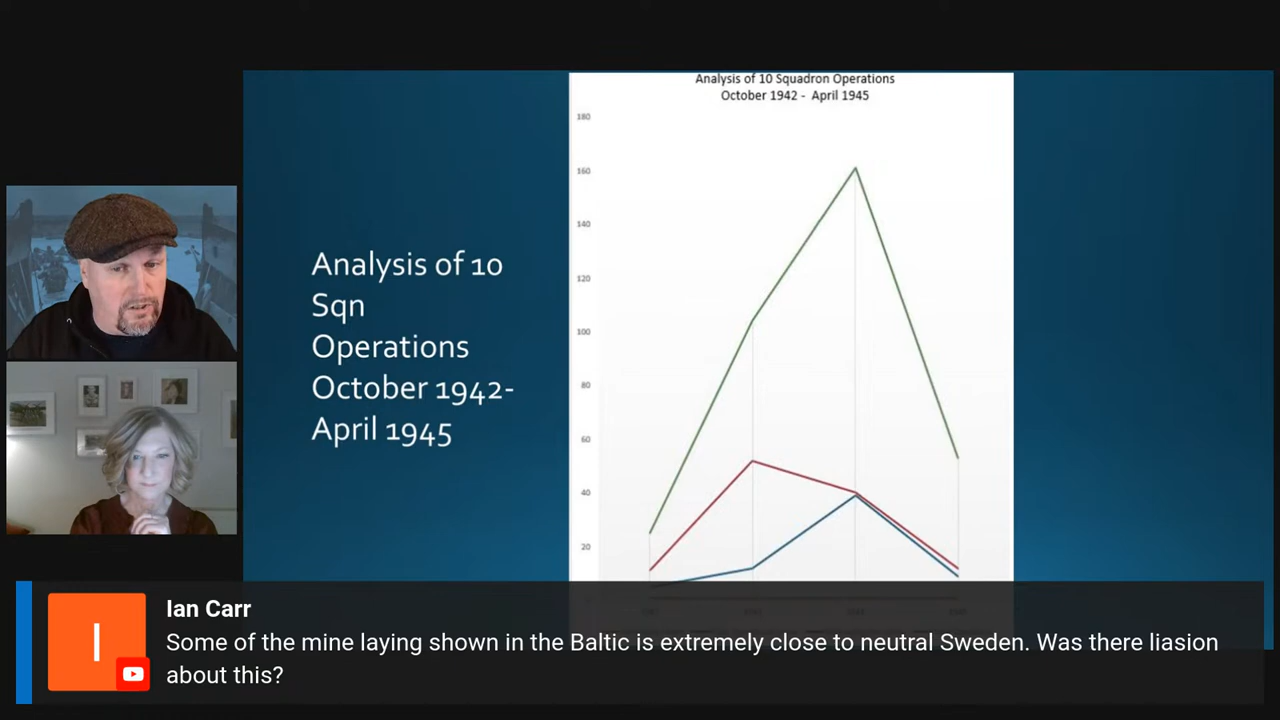 Analysis of 10 Squadron Operations
October 1942 - April 1945
180
160
140
120
100
80
60
40
20
Analysis of 10
Sqn
Operations
October 1942-
April 1945
I
Ian Carr
Some of the mine laying shown in the Baltic is extremely close to neutral Sweden. Was there liasion
about this?